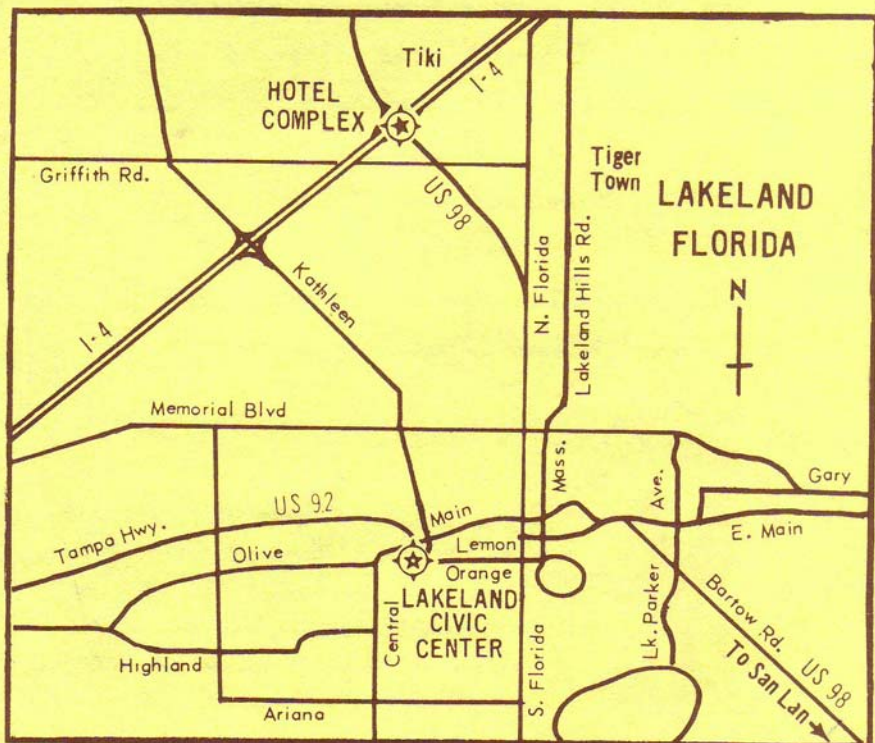 Tiki
I-4
HOTEL
COMPLEX
Griffith Rd.
US 98
Tiger
Town
LAKELAND
FLORIDA
N
N. Florida
Lakeland Hills Rd.
Kathleen
I-4
Memorial Blvd
Mass.
Ave.
Gary
US 92
Tampa Hwy.
Main
E. Main
Olive
Lemon
Orange
LAKELAND
CIVIC
CENTER
Central
Highland
Ariana
S. Florida
Lk. Parker
Bartow Rd.
US 98
To San Lan